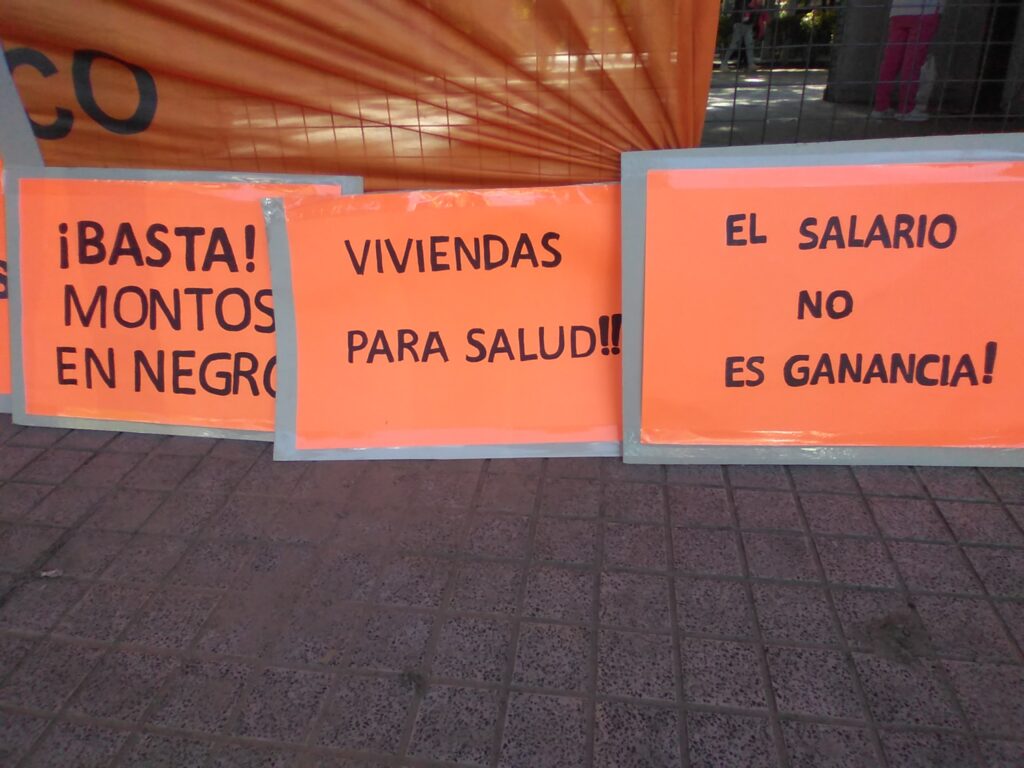 CO
¡BASTA!
MONTOS
EN NEGRO
VIVIENDAS
PARA SALUD!!
EL SALARIO
NO
ES GANANCIA!